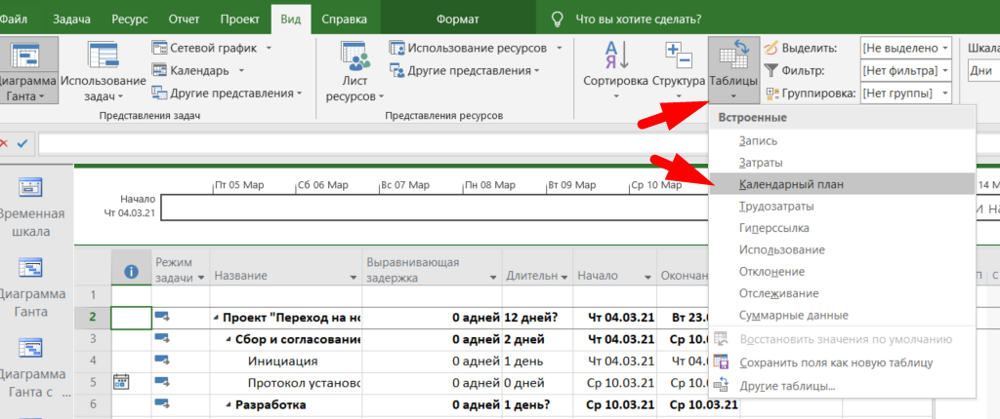 Файл Задача Ресурс Отчет Проект Вид Справка Формат Что вы хотите сделать?
Диаграмма Ганта
Использование задач
Сетевой график
Календарь
Другие представления
Представления задач
Лист ресурсов
Использование ресурсов
Другие представления
Представления ресурсов
Сортировка
Структура
Таблицы
Выделить: [Не выделено]
Фильтр: [Нет фильтра]
Группировка: [Нет группы]
Шкала
Дни
Встроенные
Запись
Затраты
Календарный план
Трудозатраты
Гиперссылка
Использование
Отклонение
Отслеживание
Суммарные данные
Восстановить значения по умолчанию
Сохранить поля как новую таблицу
Другие таблицы...
Временная шкала
Диаграмма Ганта
Диаграмма Ганта с ...
Пт 05 Мар Сб 06 Мар Вс 07 Мар Пн 08 Мар Вт 09 Мар Ср 10 Мар 14 М
Начало
Чт 04.03.21
Режим задачи Название Выравнивающая задержка Длительн Начало Окончан
1
2 Проект "Переход на но 0 адней 12 дней? Чт 04.03.21 Вт 23.0
3 Сбор и согласование 0 адней 2 дней Чт 04.03.21 Ср 10.0
4 Инициация 0 адней 1 день Чт 04.03.21 Чт 04.0
5 Протокол установо 0 адней 0 дней Ср 10.03.21 Ср 10.0
6 Разработка 0 адней 1 день? Ср 10.03.21 Ср 10.03.21